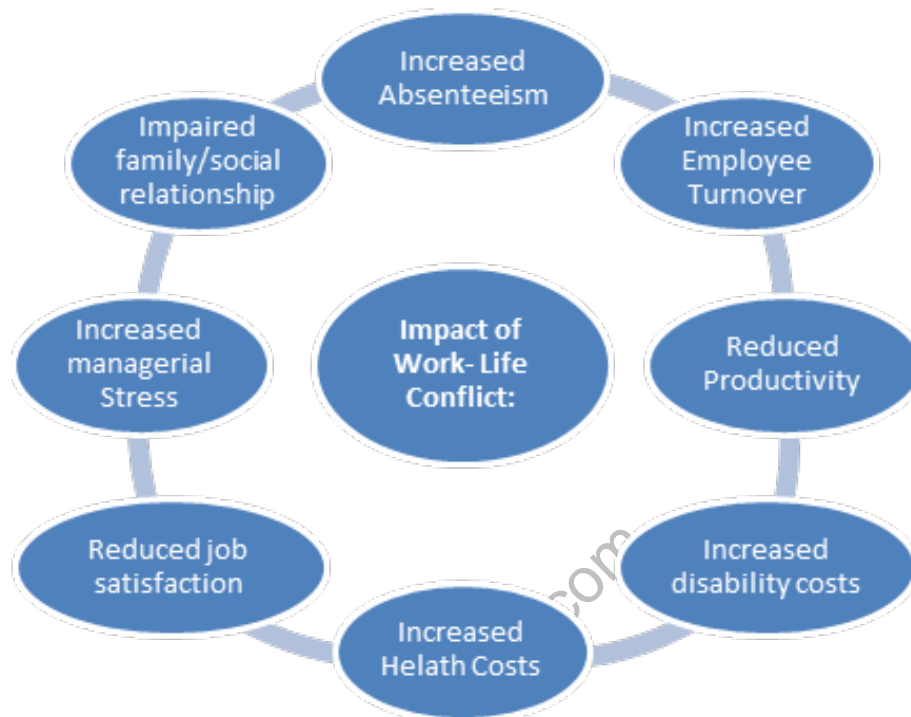 Increased
Absenteeism
Increased
Employee
Turnover
Reduced
Productivity
Increased
disability costs
Increased
Helath Costs
Reduced job
satisfaction
Increased
managerial
Stress
Impaired
family/social
relationship
Impact of
Work- Life
Conflict:
com